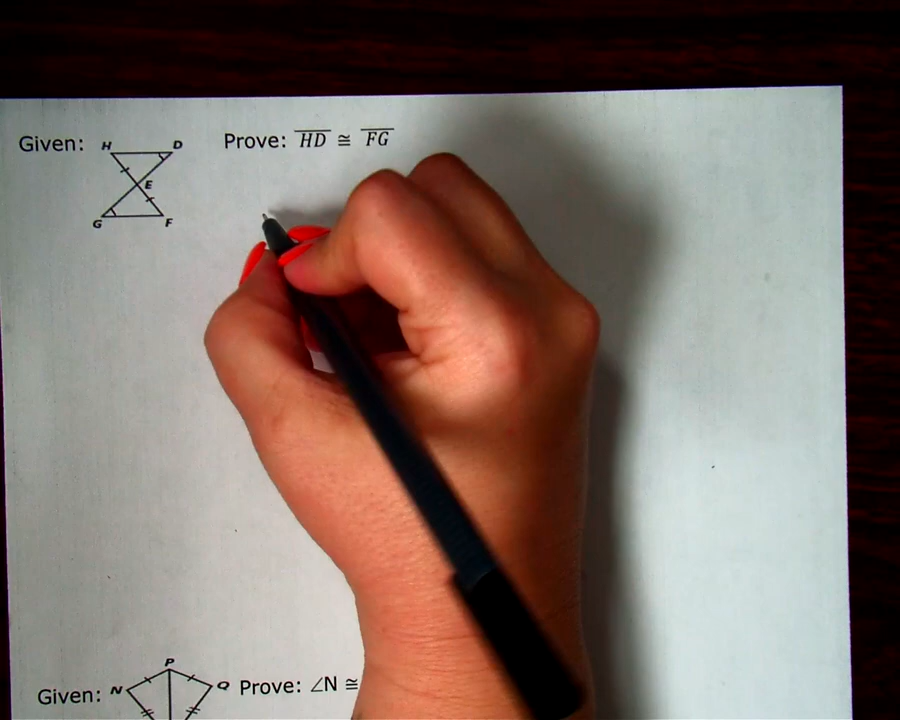 Given: Prove: HD ≅ FG
H D
E
G F
P
Given: N Q Prove: ∠N ≅